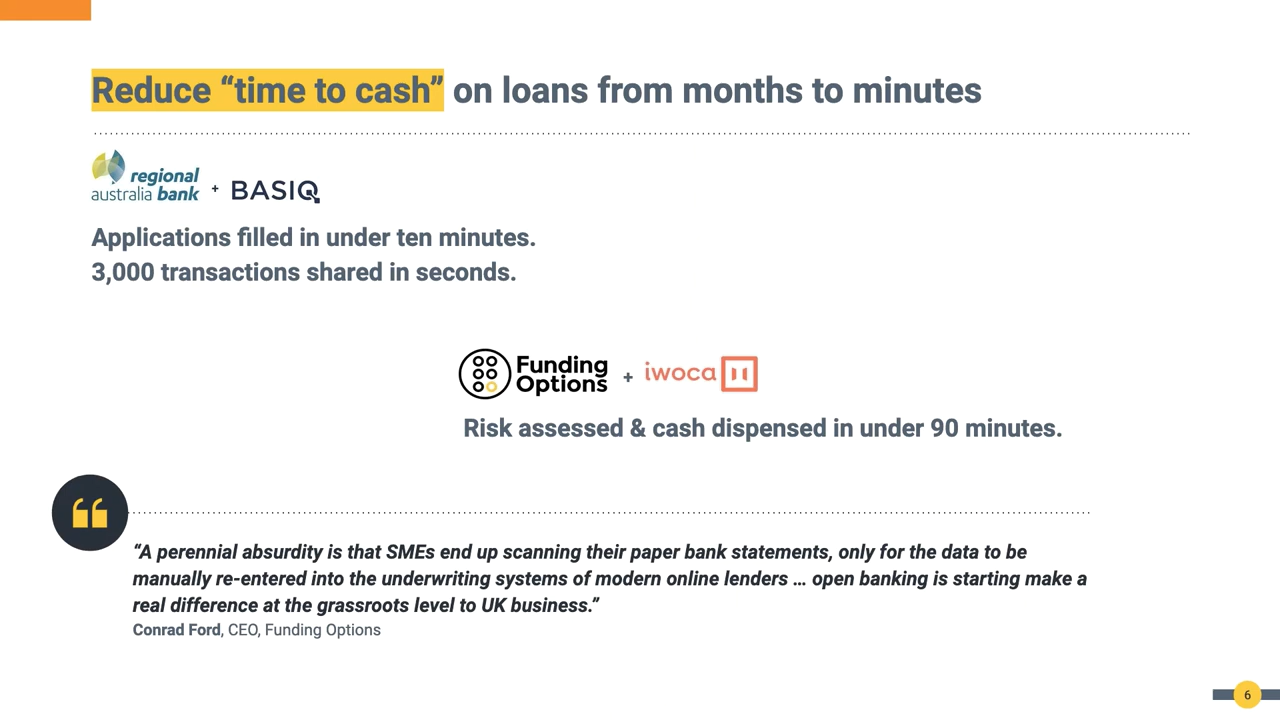 Reduce “time to cash” on loans from months to minutes
regional
australia bank
+ BASIQ
Applications filled in under ten minutes.
3,000 transactions shared in seconds.
Funding
Options
+ iwoca
Risk assessed & cash dispensed in under 90 minutes.
“A perennial absurdity is that SMEs end up scanning their paper bank statements, only for the data to be
manually re-entered into the underwriting systems of modern online lenders ... open banking is starting make a
real difference at the grassroots level to UK business.”
Conrad Ford, CEO, Funding Options
6